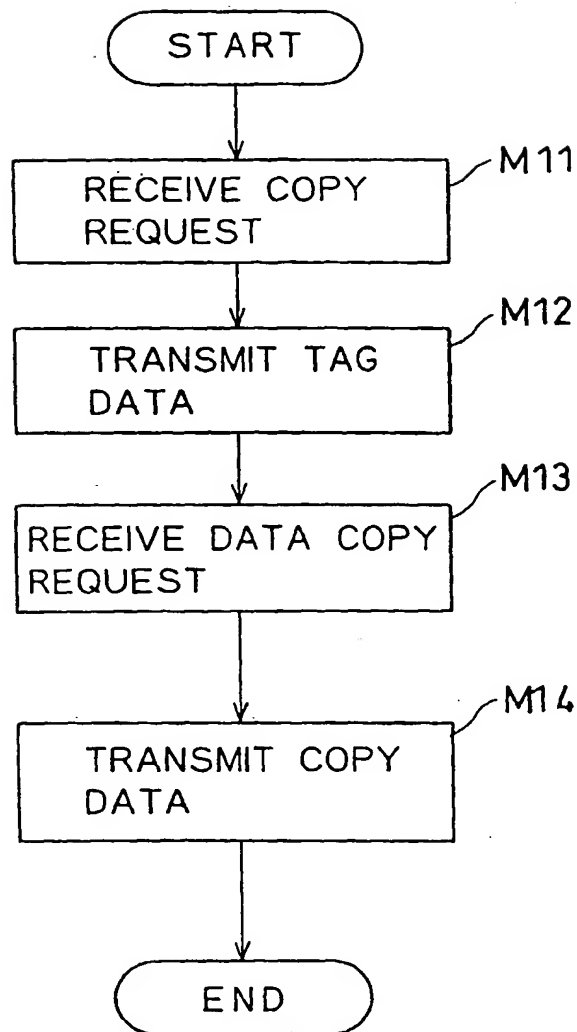 START
M11
RECEIVE COPY
REQUEST
M12
TRANSMIT TAG
DATA
M13
RECEIVE DATA COPY
REQUEST
M14
TRANSMIT COPY
DATA
END